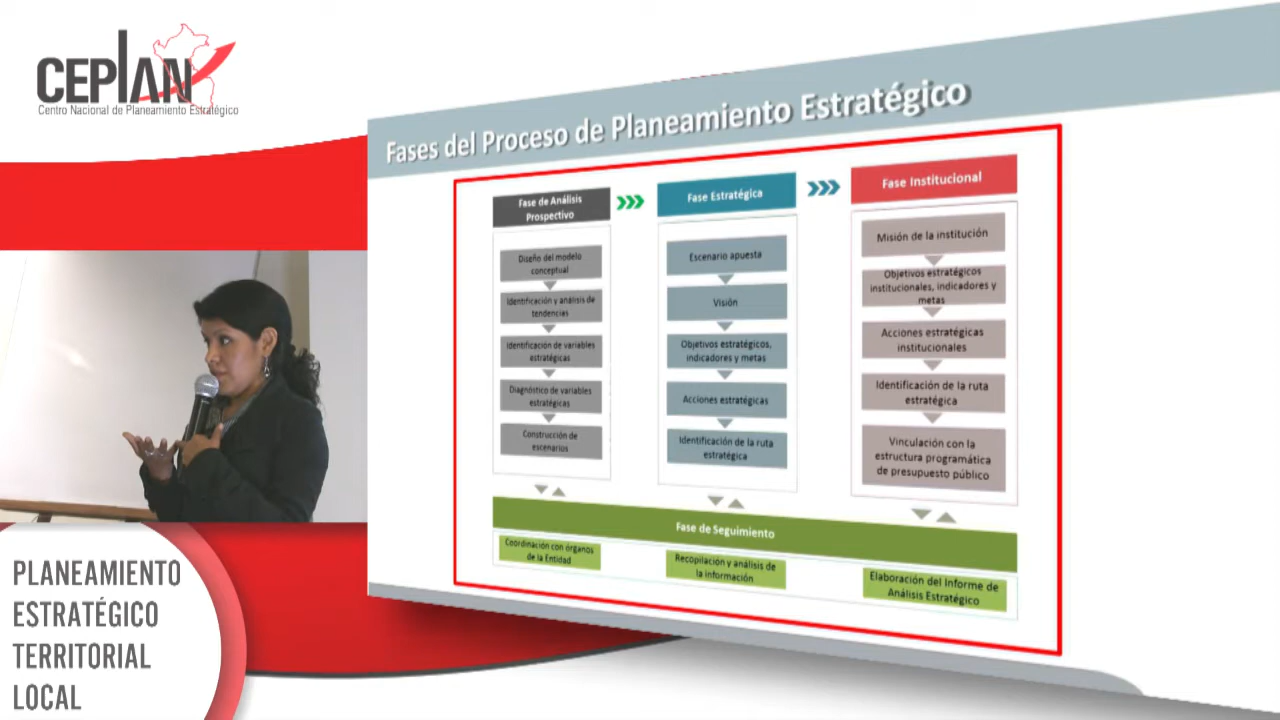 CEPLAN
Centro Nacional de Planeamiento Estratégico
Fases del Proceso de Planeamiento Estratégico
Fase de Análisis
Prospectivo
Diseño del modelo
conceptual
Identificación y análisis de
tendencias
Identificación de variables
estratégicas
Diagnóstico de variables
estratégicas
Construcción de
escenarios
Fase Estratégica
Escenario apuesta
Visión
Objetivos estratégicos,
indicadores y metas
Acciones estratégicas
Identificación de la ruta
estratégica
Fase Institucional
Misión de la institución
Objetivos estratégicos
institucionales, indicadores y
metas
Acciones estratégicas
institucionales
Identificación de la ruta
estratégica
Vinculación con la
estructura programática
de presupuesto público
Fase de Seguimiento
Coordinación con órganos
de la Entidad
Recopilación y análisis de
la información
Elaboración del Informe de
Análisis Estratégico
PLANEAMIENTO
ESTRATÉGICO
TERRITORIAL
LOCAL